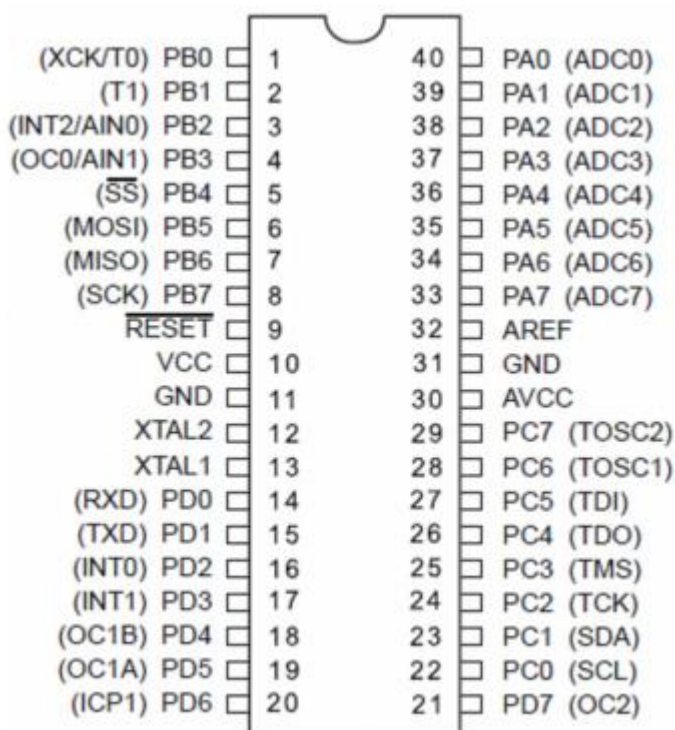 (XCK/T0) PB0 1 40 PA0 (ADC0)
(T1) PB1 2 39 PA1 (ADC1)
(INT2/AIN0) PB2 3 38 PA2 (ADC2)
(OC0/AIN1) PB3 4 37 PA3 (ADC3)
(SS) PB4 5 36 PA4 (ADC4)
(MOSI) PB5 6 35 PA5 (ADC5)
(MISO) PB6 7 34 PA6 (ADC6)
(SCK) PB7 8 33 PA7 (ADC7)
RESET 9 32 AREF
VCC 10 31 GND
GND 11 30 AVCC
XTAL2 12 29 PC7 (TOSC2)
XTAL1 13 28 PC6 (TOSC1)
(RXD) PD0 14 27 PC5 (TDI)
(TXD) PD1 15 26 PC4 (TDO)
(INT0) PD2 16 25 PC3 (TMS)
(INT1) PD3 17 24 PC2 (TCK)
(OC1B) PD4 18 23 PC1 (SDA)
(OC1A) PD5 19 22 PC0 (SCL)
(ICP1) PD6 20 21 PD7 (OC2)